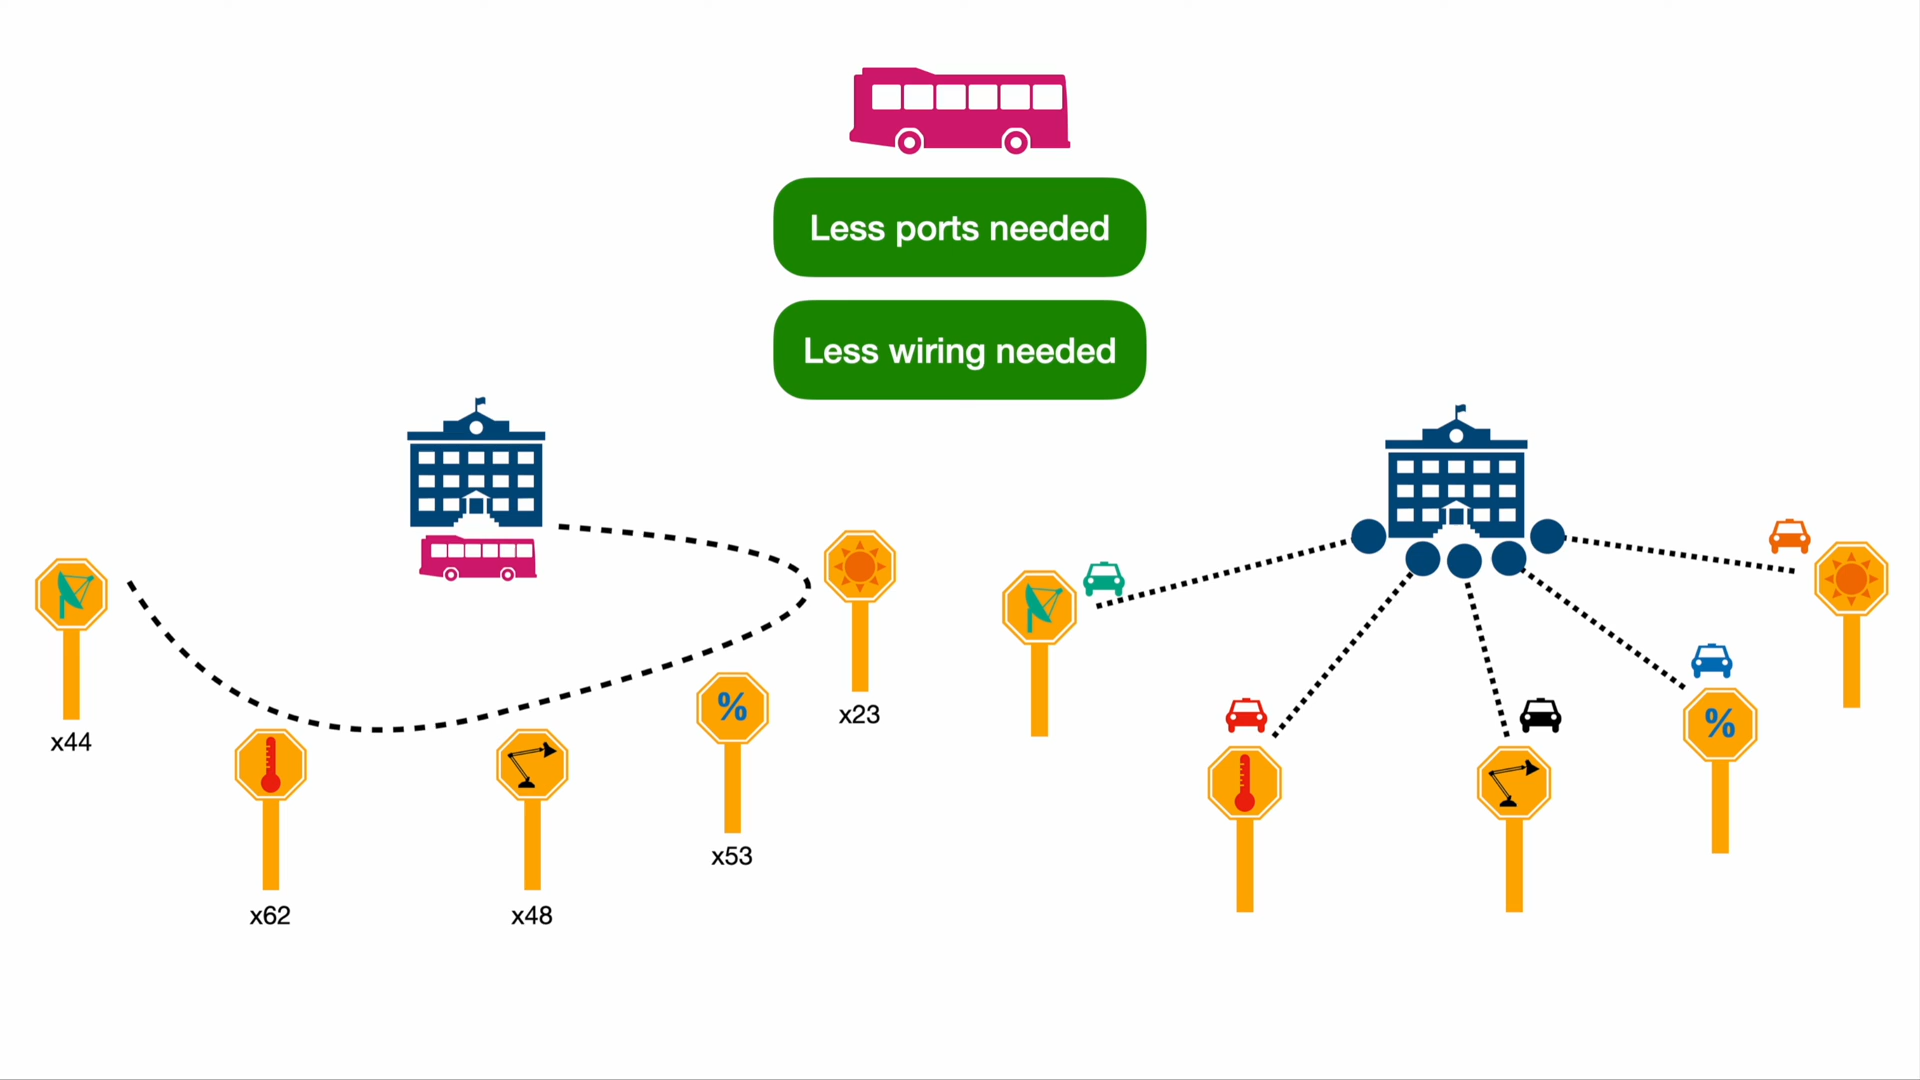 Less ports needed
Less wiring needed
x44
x62
x48
%
x53
x23
%